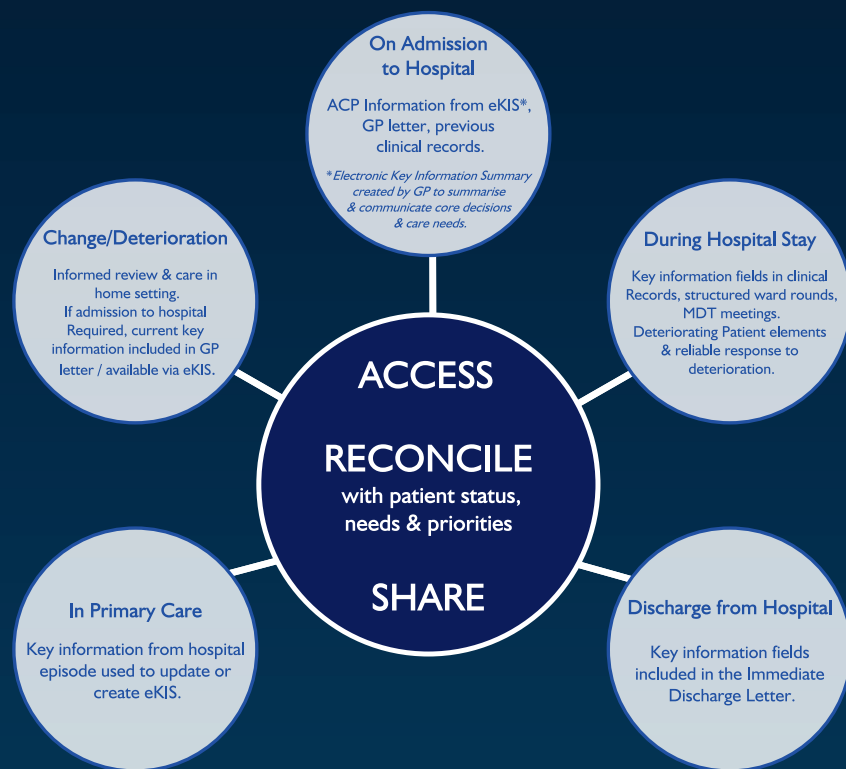 On Admission
to Hospital
ACP Information from eKIS*,
GP letter, previous
clinical records.
*Electronic Key Information Summary
created by GP to summarise
& communicate core decisions
& care needs.
Change/Deterioration
Informed review & care in
home setting.
If admission to hospital
Required, current key
information included in GP
letter / available via eKIS.
During Hospital Stay
Key information fields in clinical
Records, structured ward rounds,
MDT meetings.
Deteriorating Patient elements
& reliable response to
deterioration.
ACCESS
RECONCILE
with patient status,
needs & priorities
SHARE
In Primary Care
Key information from hospital
episode used to update or
create eKIS.
Discharge from Hospital
Key information fields
included in the Immediate
Discharge Letter.